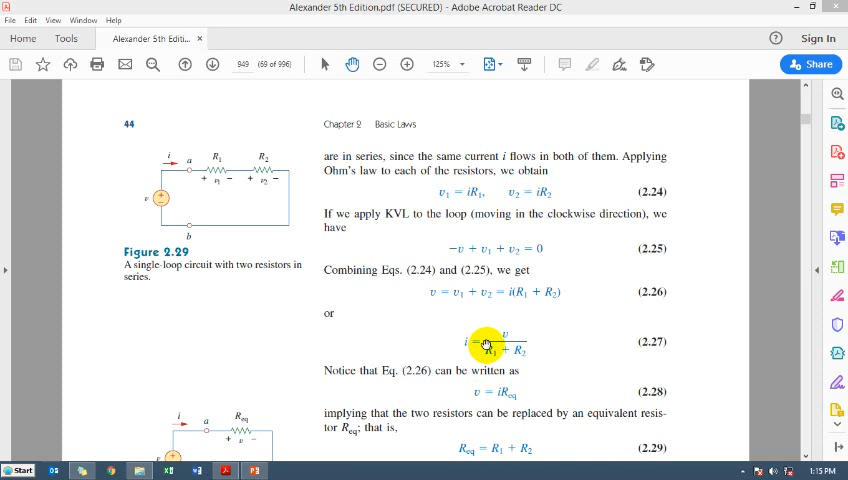 Alexander 5th Edition.pdf (SECURED) - Adobe Acrobat Reader DC
File Edit View Window Help
Home Tools Alexander 5th Editi... × ? Sign In
949 (69 of 996) 125% Share
44 Chapter 2 Basic Laws
i a R1 R2
+ v1 − + v2 −
v + −
b
Figure 2.29
A single-loop circuit with two resistors in
series.
i a Req
+ v −
v +
are in series, since the same current i flows in both of them. Applying
Ohm's law to each of the resistors, we obtain
v1 = iR1, v2 = iR2 (2.24)
If we apply KVL to the loop (moving in the clockwise direction), we
have
−v + v1 + v2 = 0 (2.25)
Combining Eqs. (2.24) and (2.25), we get
v = v1 + v2 = i(R1 + R2) (2.26)
or
i = v / R1 + R2 (2.27)
Notice that Eq. (2.26) can be written as
v = iReq (2.28)
implying that the two resistors can be replaced by an equivalent resis-
tor Req; that is,
Req = R1 + R2 (2.29)
Start 1:15 PM